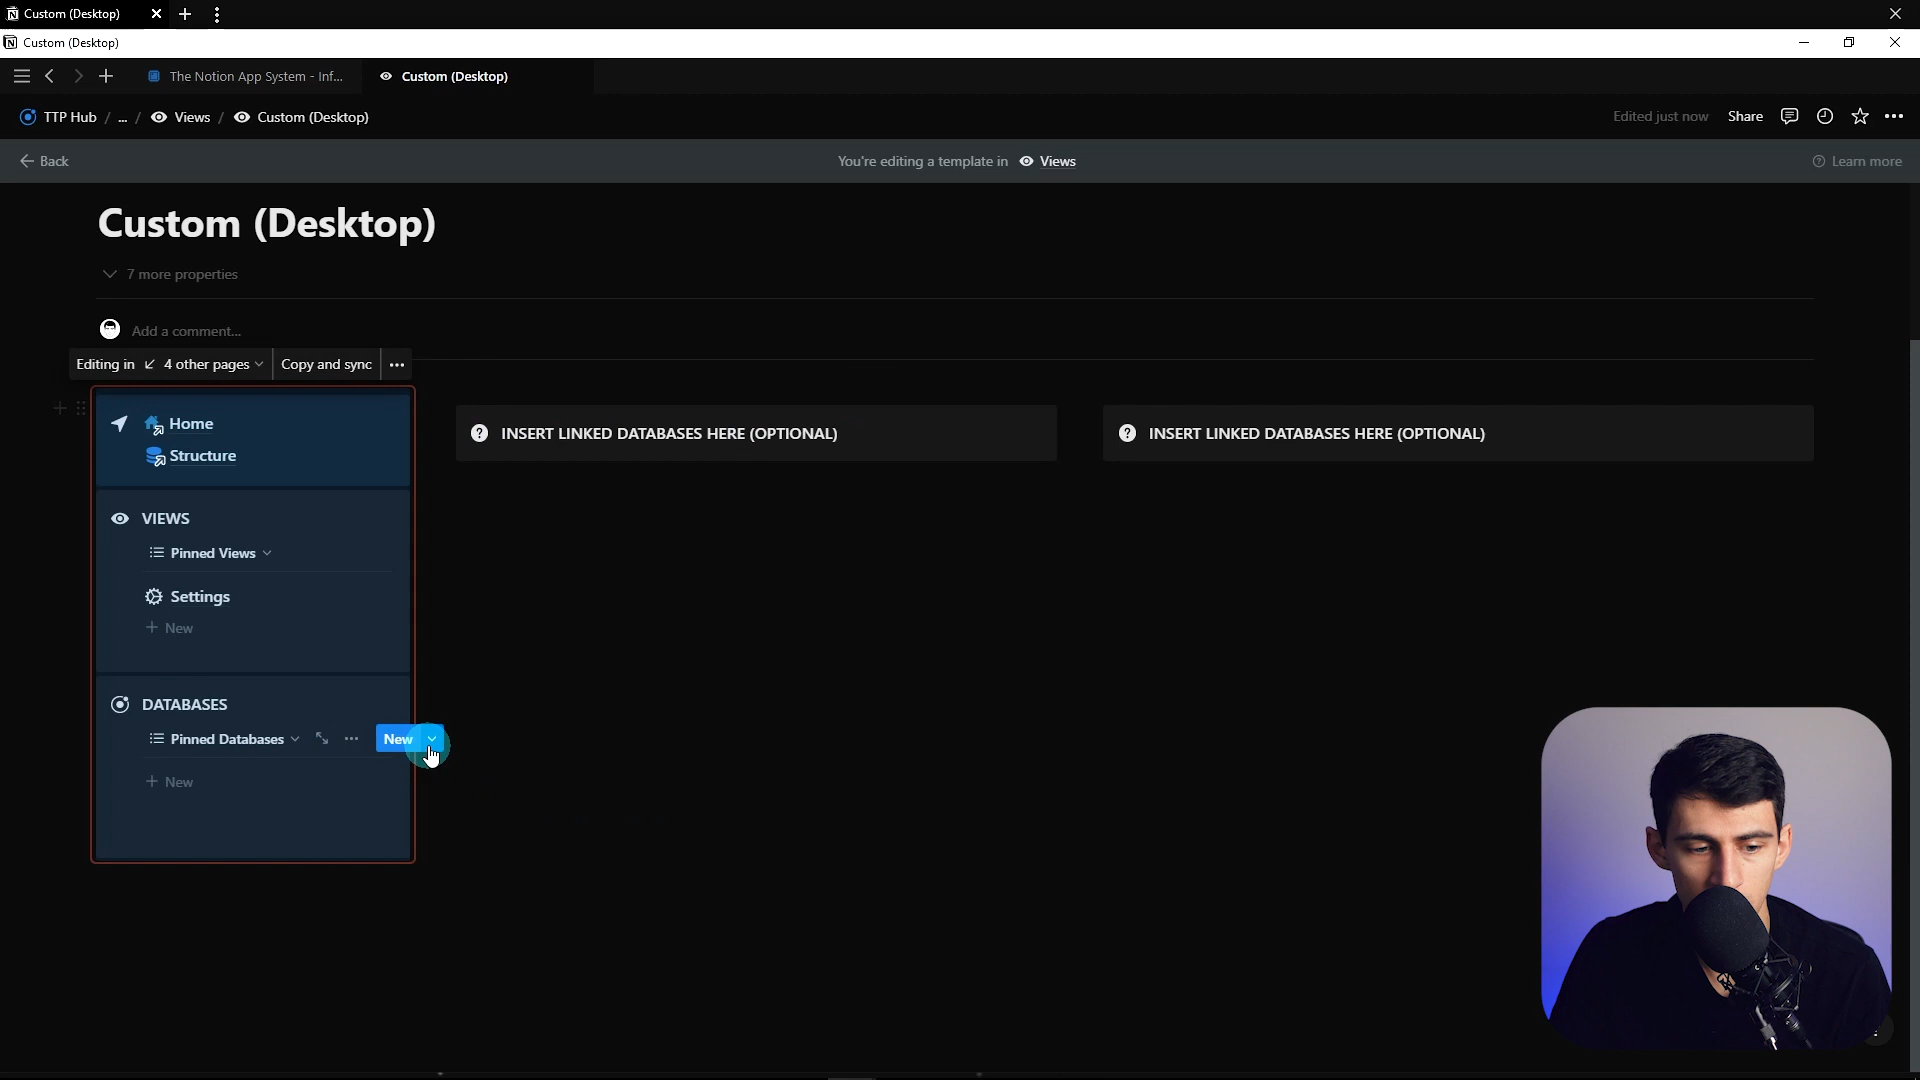 Custom (Desktop)
Custom (Desktop)
The Notion App System - Inf...
Custom (Desktop)
TTP Hub / ... / Views / Custom (Desktop)
Edited just now Share
Back
You're editing a template in Views
Learn more
Custom (Desktop)
7 more properties
Add a comment...
Editing in 4 other pages Copy and sync
Home
Structure
INSERT LINKED DATABASES HERE (OPTIONAL)
INSERT LINKED DATABASES HERE (OPTIONAL)
VIEWS
Pinned Views
Settings
+ New
DATABASES
Pinned Databases
New
+ New